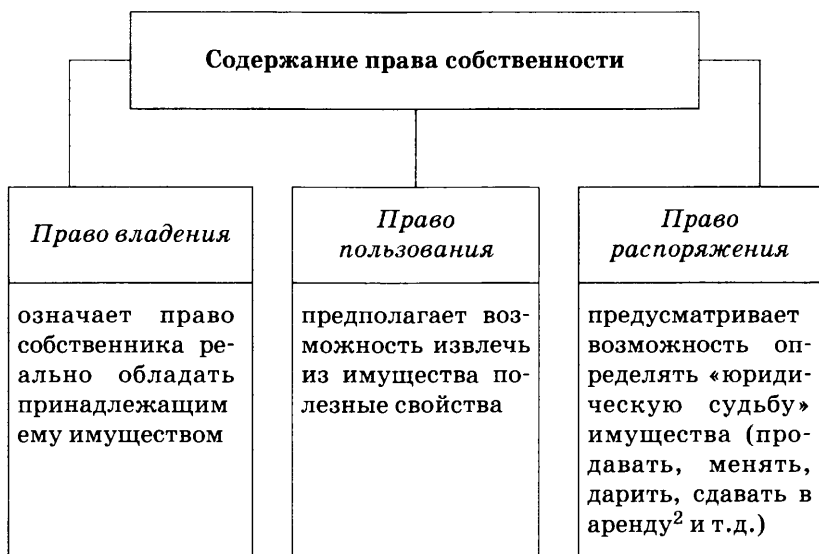 Содержание права собственности
Право владения
означает право
собственника ре-
ально обладать
принадлежащим
ему имуществом
Право
пользования
предполагает воз-
можность извлечь
из имущества по-
лезные свойства
Право
распоряжения
предусматривает
возможность оп-
ределять «юриди-
ческую судьбу»
имущества (про-
давать, менять,
дарить, сдавать в
аренду² и т.д.)